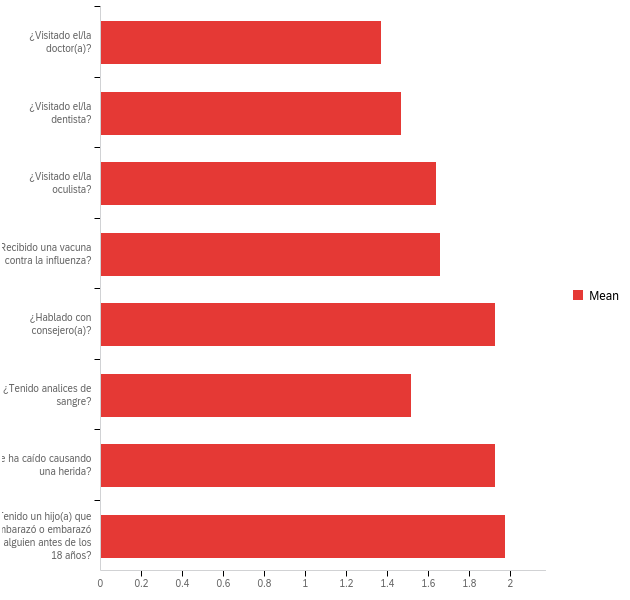 ¿Visitado el/la
doctor(a)?
¿Visitado el/la
dentista?
¿Visitado el/la
oculista?
Recibido una vacuna
contra la influenza?
¿Hablado con
consejero(a)?
¿Tenido analices de
sangre?
e ha caído causando
una herida?
Tenido un hijo(a) que
mbarazó o embarazó
alguien antes de los
18 años?
0 0.2 0.4 0.6 0.8 1 1.2 1.4 1.6 1.8 2
Mean